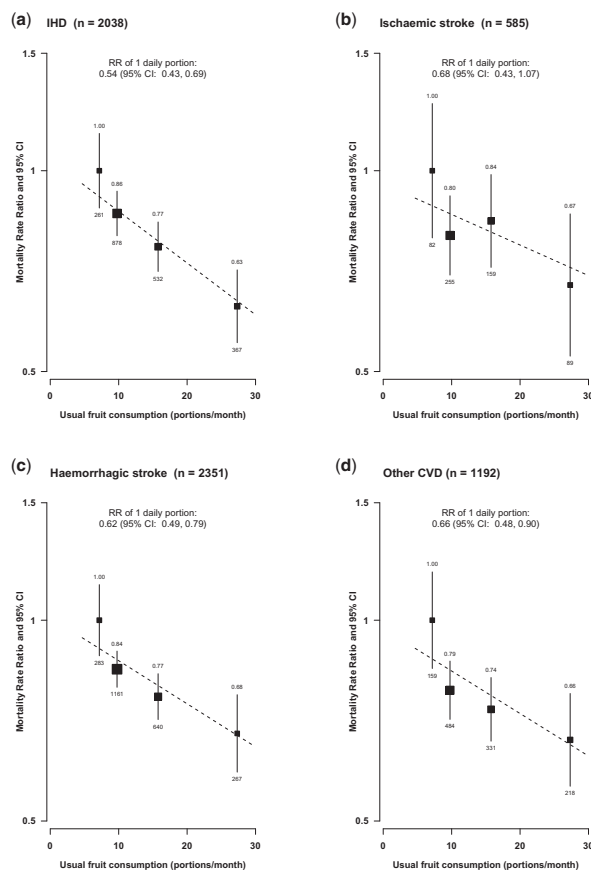 (a) IHD (n = 2038)
RR of 1 daily portion:
0.54 (95% CI: 0.43, 0.69)
Mortality Rate Ratio and 95% CI
1.5
1
0.5
1.00
261
0.86
878
0.77
532
0.63
367
0 10 20 30
Usual fruit consumption (portions/month)
(b) Ischaemic stroke (n = 585)
RR of 1 daily portion:
0.68 (95% CI: 0.43, 1.07)
Mortality Rate Ratio and 95% CI
1.5
1
0.5
1.00
82
0.80
255
0.84
159
0.67
89
0 10 20 30
Usual fruit consumption (portions/month)
(c) Haemorrhagic stroke (n = 2351)
RR of 1 daily portion:
0.62 (95% CI: 0.49, 0.79)
Mortality Rate Ratio and 95% CI
1.5
1
0.5
1.00
283
0.84
1161
0.77
640
0.68
267
0 10 20 30
Usual fruit consumption (portions/month)
(d) Other CVD (n = 1192)
RR of 1 daily portion:
0.66 (95% CI: 0.48, 0.90)
Mortality Rate Ratio and 95% CI
1.5
1
0.5
1.00
159
0.79
484
0.74
331
0.66
218
0 10 20 30
Usual fruit consumption (portions/month)